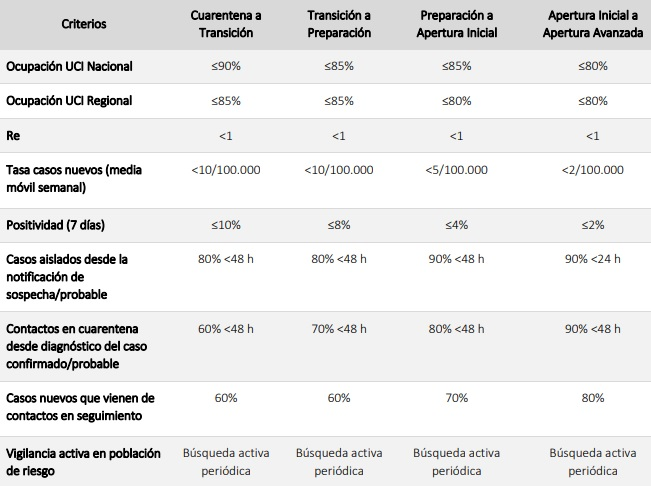 Criterios
Cuarentena a
Transición
Transición a
Preparación
Preparación a
Apertura Inicial
Apertura Inicial a
Apertura Avanzada
Ocupación UCI Nacional
≤90%
≤85%
≤85%
≤80%
Ocupación UCI Regional
≤85%
≤85%
≤80%
≤80%
Re
<1
<1
<1
<1
Tasa casos nuevos (media
móvil semanal)
<10/100.000
<10/100.000
<5/100.000
<2/100.000
Positividad (7 días)
≤10%
≤8%
≤4%
≤2%
Casos aislados desde la
notificación de
sospecha/probable
80% <48 h
80% <48 h
90% <48 h
90% <24 h
Contactos en cuarentena
desde diagnóstico del caso
confirmado/probable
60% <48 h
70% <48 h
80% <48 h
90% <48 h
Casos nuevos que vienen de
contactos en seguimiento
60%
60%
70%
80%
Vigilancia activa en población
de riesgo
Búsqueda activa
periódica
Búsqueda activa
periódica
Búsqueda activa
periódica
Búsqueda activa
periódica